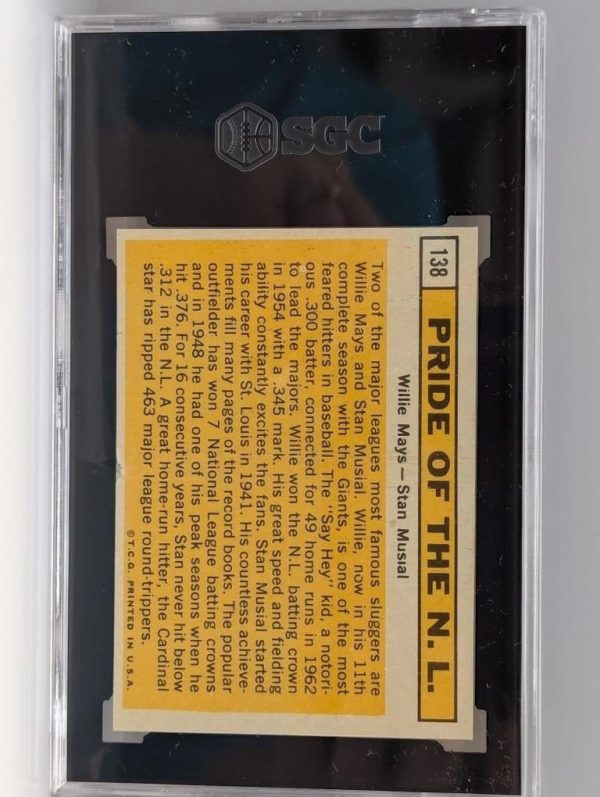 SGC
138
PRIDE OF THE N. L.
Willie Mays — Stan Musial
Two of the major leagues most famous sluggers are
Willie Mays and Stan Musial. Willie, now in his 11th
complete season with the Giants, is one of the most
feared hitters in baseball. The "Say Hey" kid, a notori-
ous .300 batter, connected for 49 home runs in 1962
to lead the majors. Willie won the N.L. batting crown
in 1954 with a .345 mark. His great speed and fielding
ability constantly excites the fans. Stan Musial started
his career with St. Louis in 1941. His countless achieve-
ments fill many pages of the record books. The popular
outfielder has won 7 National League batting crowns
and in 1948 he had one of his peak seasons when he
hit .376. For 16 consecutive years, Stan never hit below
.312 in the N.L. A great home-run hitter, the Cardinal
star has ripped 463 major league round-trippers.
© T.C.G. PRINTED IN U.S.A.